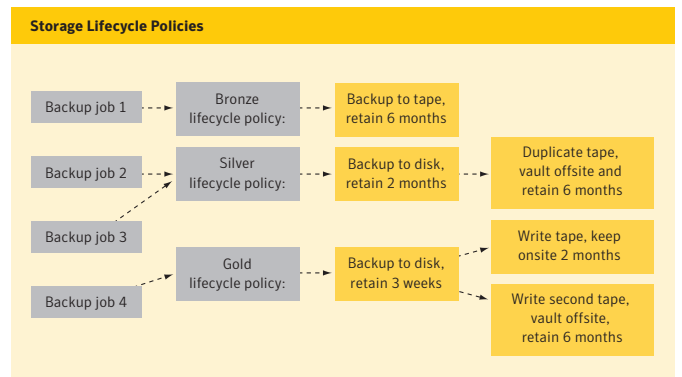 Storage Lifecycle Policies
Backup job 1
Bronze
lifecycle policy:
Backup to tape,
retain 6 months
Backup job 2
Silver
lifecycle policy:
Backup to disk,
retain 2 months
Duplicate tape,
vault offsite and
retain 6 months
Backup job 3
Backup job 4
Gold
lifecycle policy:
Backup to disk,
retain 3 weeks
Write tape, keep
onsite 2 months
Write second tape,
vault offsite,
retain 6 months